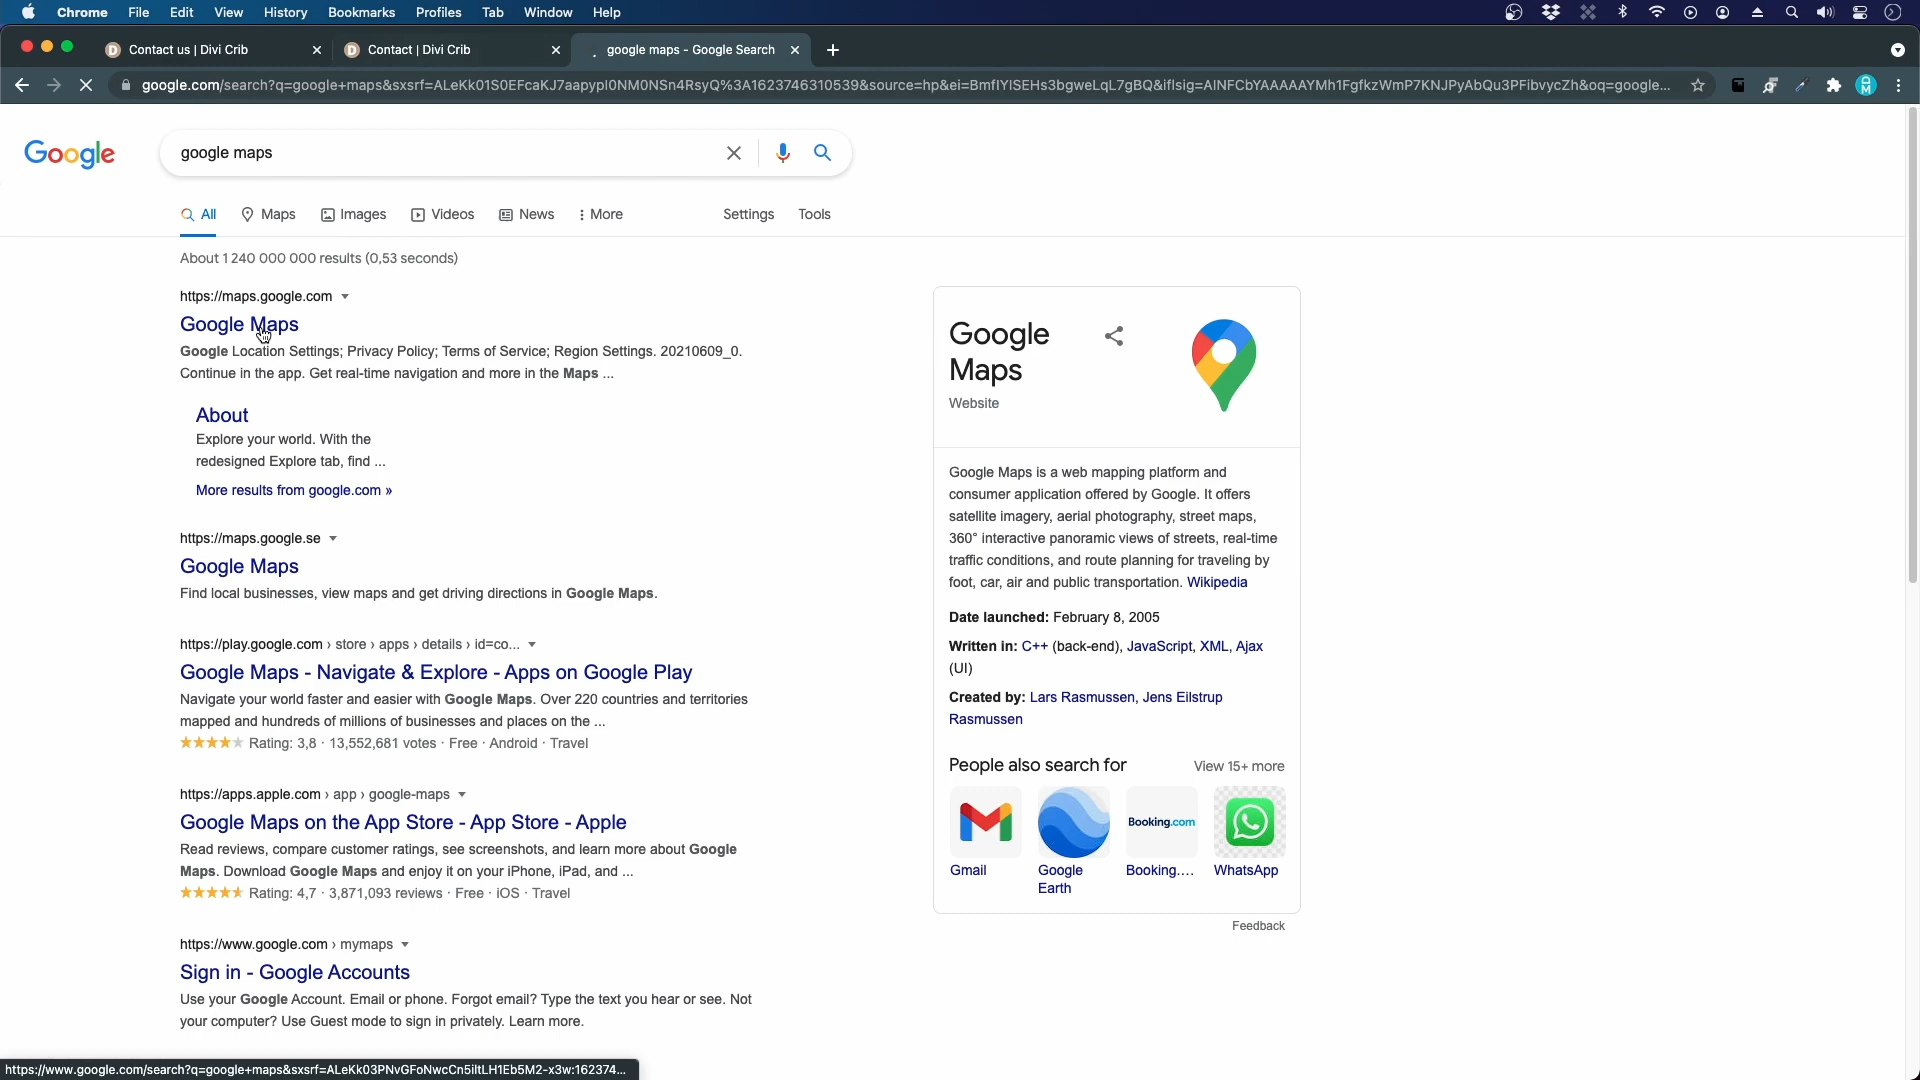 Chrome File Edit View History Bookmarks Profiles Tab Window Help
Contact us | Divi Crib
Contact | Divi Crib
google maps - Google Search
google.com/search?q=google+maps&sxsrf=ALeKk01S0EFcaKJ7aapypl0NM0NSn4RsyQ%3A1623746310539&source=hp&ei=BmfIYISEHs3bgweLqL7gBQ&iflsig=AINFCbYAAAAAYMh1FgfkzWmP7KNJPyAbQu3PFibvycZh&oq=google...
Google
google maps
All Maps Images Videos News More Settings Tools
About 1 240 000 000 results (0,53 seconds)
https://maps.google.com
Google Maps
Google Location Settings; Privacy Policy; Terms of Service; Region Settings. 20210609_0.
Continue in the app. Get real-time navigation and more in the Maps ...
About
Explore your world. With the
redesigned Explore tab, find ...
More results from google.com »
https://maps.google.se
Google Maps
Find local businesses, view maps and get driving directions in Google Maps.
https://play.google.com › store › apps › details › id=co...
Google Maps - Navigate & Explore - Apps on Google Play
Navigate your world faster and easier with Google Maps. Over 220 countries and territories
mapped and hundreds of millions of businesses and places on the ...
Rating: 3,8 · 13,552,681 votes · Free · Android · Travel
https://apps.apple.com › app › google-maps
Google Maps on the App Store - App Store - Apple
Read reviews, compare customer ratings, see screenshots, and learn more about Google
Maps. Download Google Maps and enjoy it on your iPhone, iPad, and ...
Rating: 4,7 · 3,871,093 reviews · Free · iOS · Travel
https://www.google.com › mymaps
Sign in - Google Accounts
Use your Google Account. Email or phone. Forgot email? Type the text you hear or see. Not
your computer? Use Guest mode to sign in privately. Learn more.
Google
Maps
Website
Google Maps is a web mapping platform and
consumer application offered by Google. It offers
satellite imagery, aerial photography, street maps,
360° interactive panoramic views of streets, real-time
traffic conditions, and route planning for traveling by
foot, car, air and public transportation. Wikipedia
Date launched: February 8, 2005
Written in: C++ (back-end), JavaScript, XML, Ajax
(UI)
Created by: Lars Rasmussen, Jens Eilstrup
Rasmussen
People also search for View 15+ more
Booking.com
Gmail
Google
Earth
Booking....
WhatsApp
Feedback
https://www.google.com/search?q=google+maps&sxsrf=ALeKk03PNvGFoNwcCn5iltLH1Eb5M2-x3w:162374...